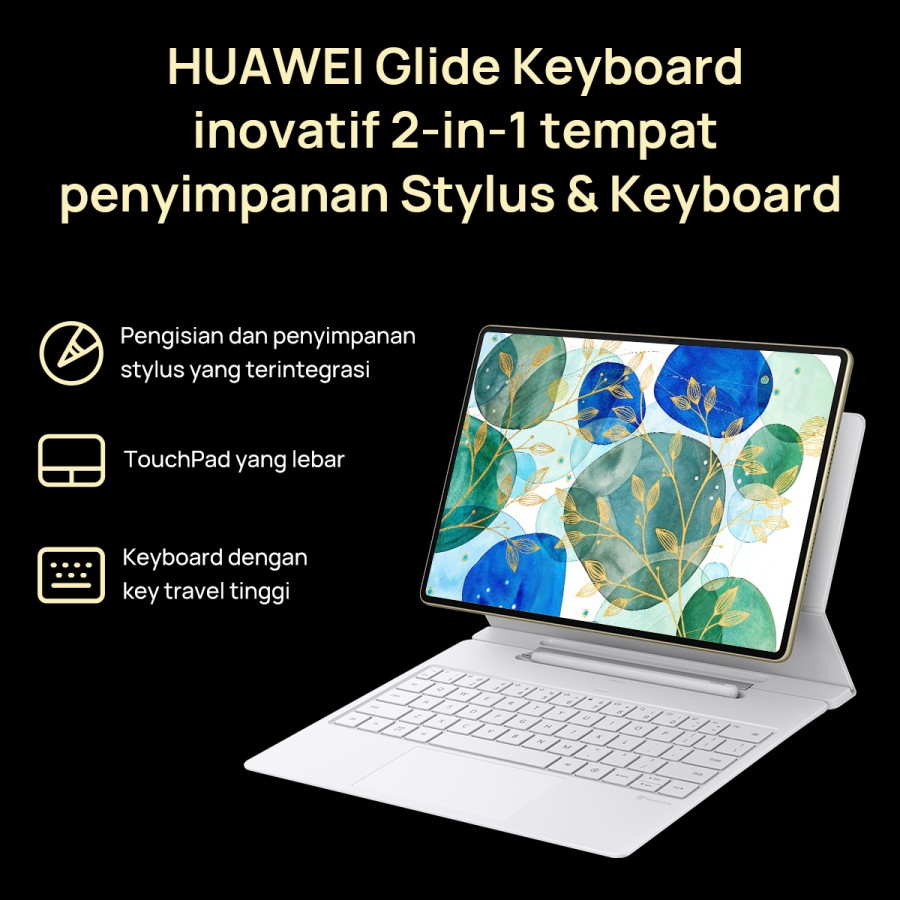 HUAWEI Glide Keyboard
inovatif 2-in-1 tempat
penyimpanan Stylus & Keyboard
Pengisian dan penyimpanan
stylus yang terintegrasi
TouchPad yang lebar
Keyboard dengan
key travel tinggi